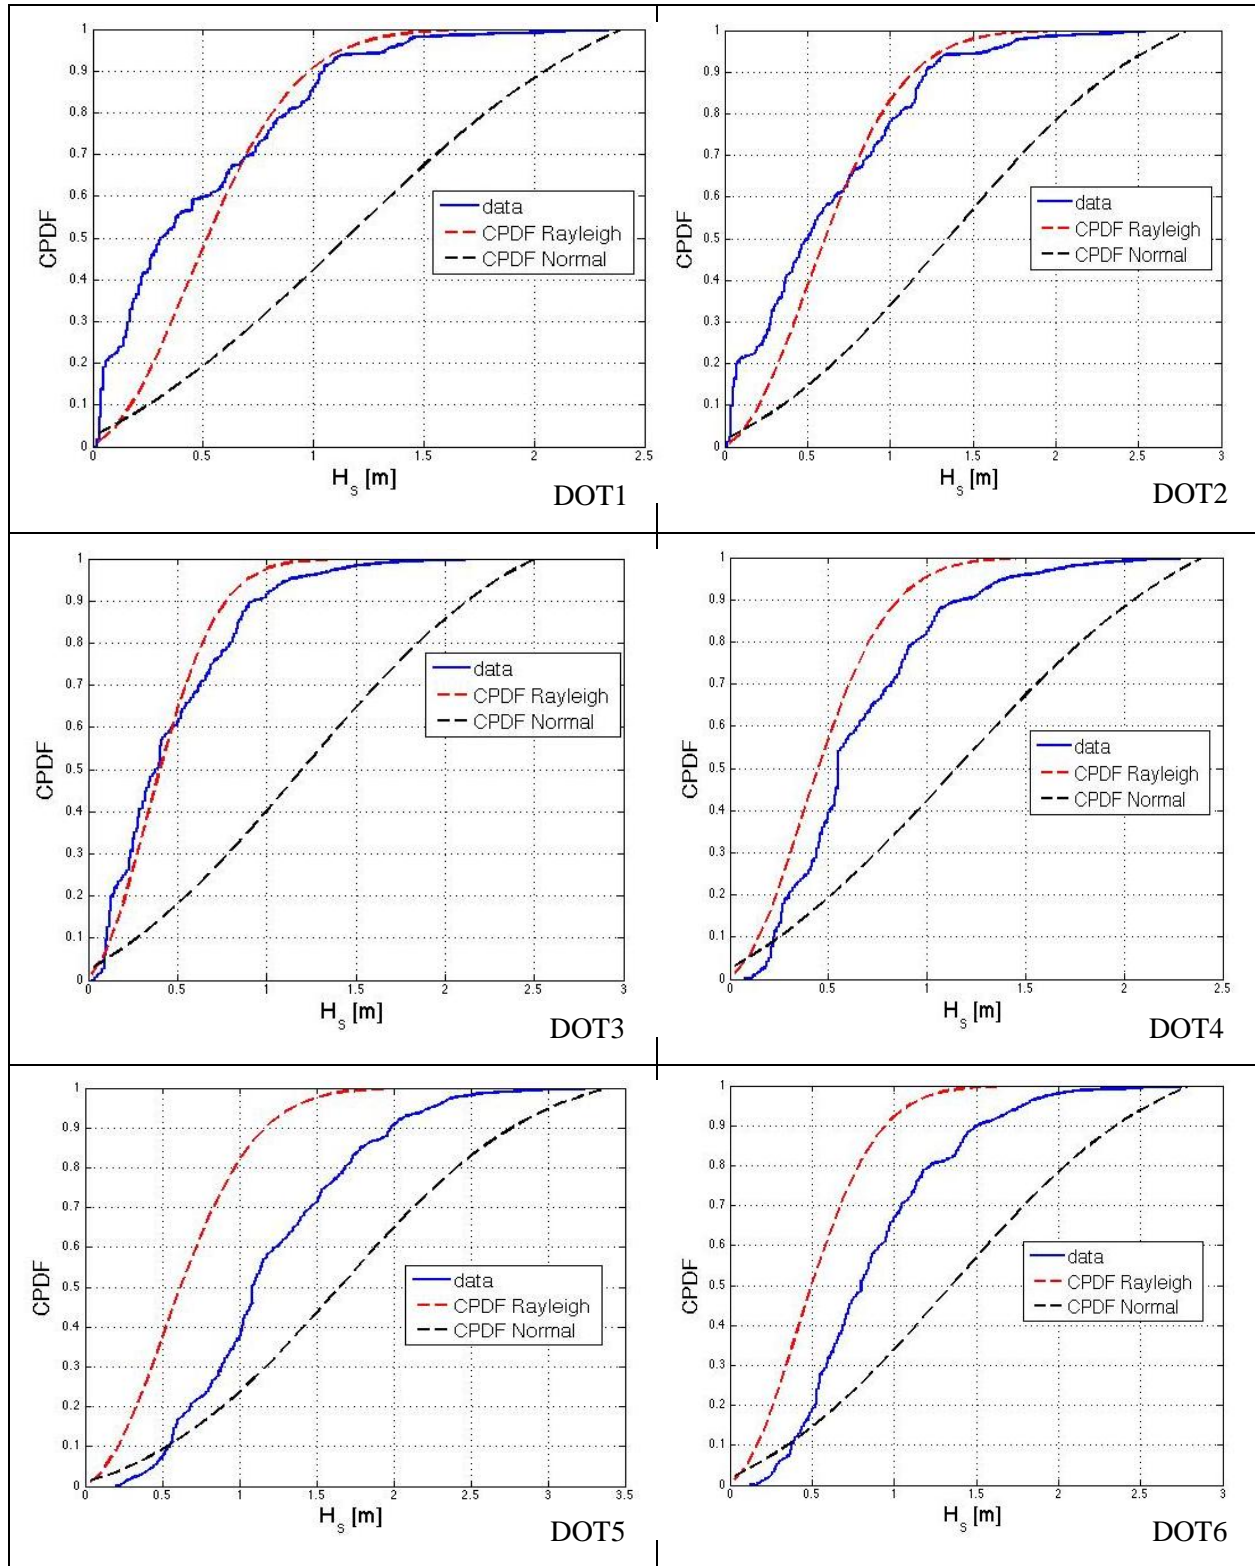 1
0.9
0.8
0.7
0.6
0.5
0.4
0.3
0.2
0.1
0
CPDF
data
CPDF Rayleigh
CPDF Normal
0 0.5 1 1.5 2 2.5
H_S [m]
DOT1
1
0.9
0.8
0.7
0.6
0.5
0.4
0.3
0.2
0.1
0
CPDF
data
CPDF Rayleigh
CPDF Normal
0 0.5 1 1.5 2 2.5 3
H_S [m]
DOT2
1
0.9
0.8
0.7
0.6
0.5
0.4
0.3
0.2
0.1
0
CPDF
data
CPDF Rayleigh
CPDF Normal
0 0.5 1 1.5 2 2.5 3
H_S [m]
DOT3
1
0.9
0.8
0.7
0.6
0.5
0.4
0.3
0.2
0.1
0
CPDF
data
CPDF Rayleigh
CPDF Normal
0 0.5 1 1.5 2 2.5
H_S [m]
DOT4
1
0.9
0.8
0.7
0.6
0.5
0.4
0.3
0.2
0.1
0
CPDF
data
CPDF Rayleigh
CPDF Normal
0 0.5 1 1.5 2 2.5 3 3.5
H_S [m]
DOT5
1
0.9
0.8
0.7
0.6
0.5
0.4
0.3
0.2
0.1
0
CPDF
data
CPDF Rayleigh
CPDF Normal
0 0.5 1 1.5 2 2.5 3
H_S [m]
DOT6